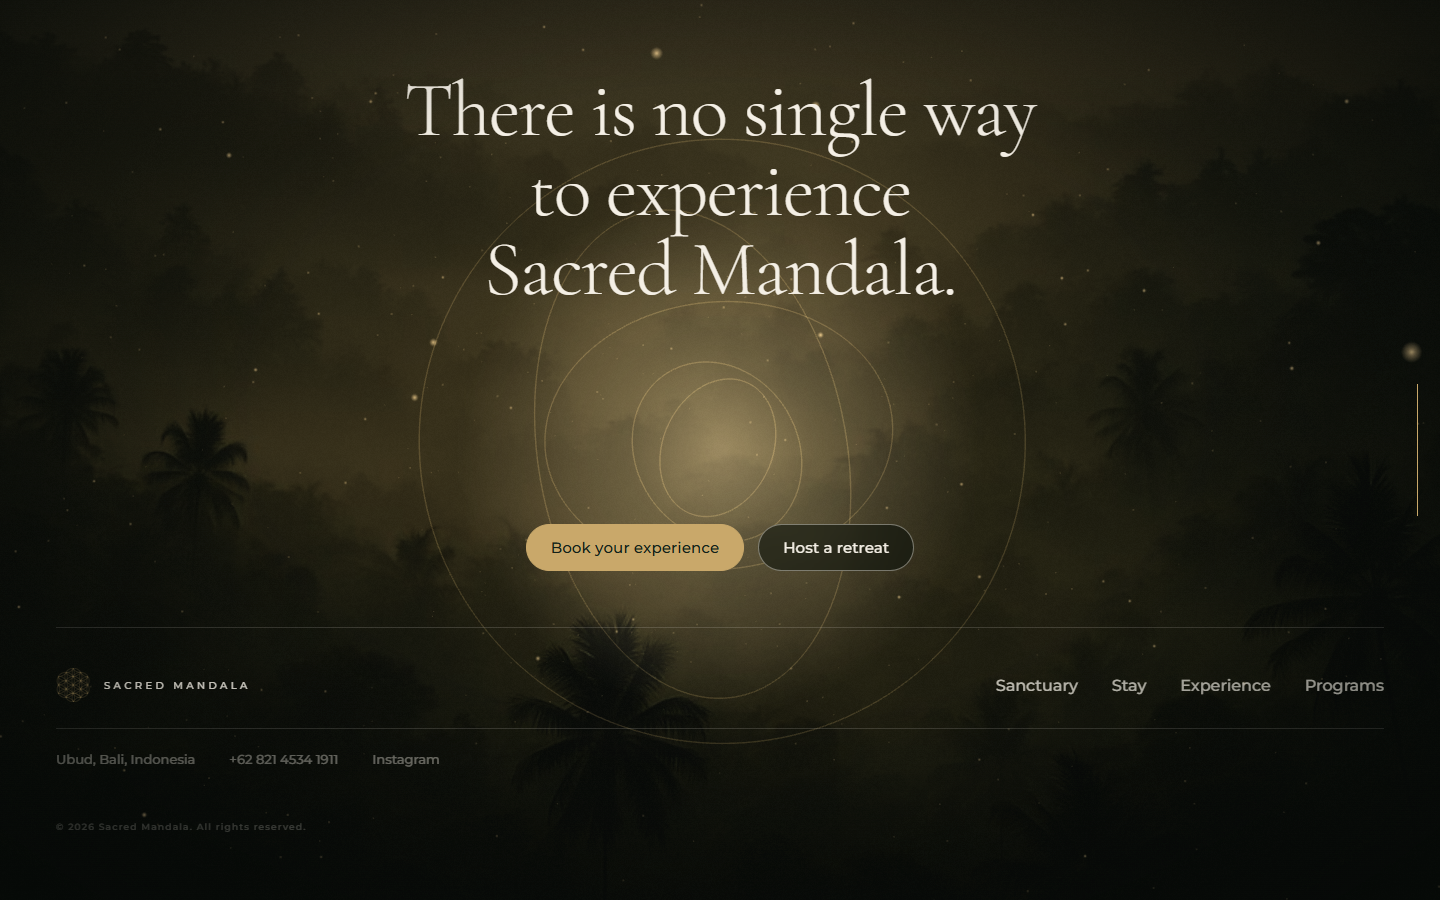 There is no single way
to experience
Sacred Mandala.
Book your experience
Host a retreat
SACRED MANDALA
Sanctuary
Stay
Experience
Programs
Ubud, Bali, Indonesia
+62 821 4534 1911
Instagram
© 2026 Sacred Mandala. All rights reserved.